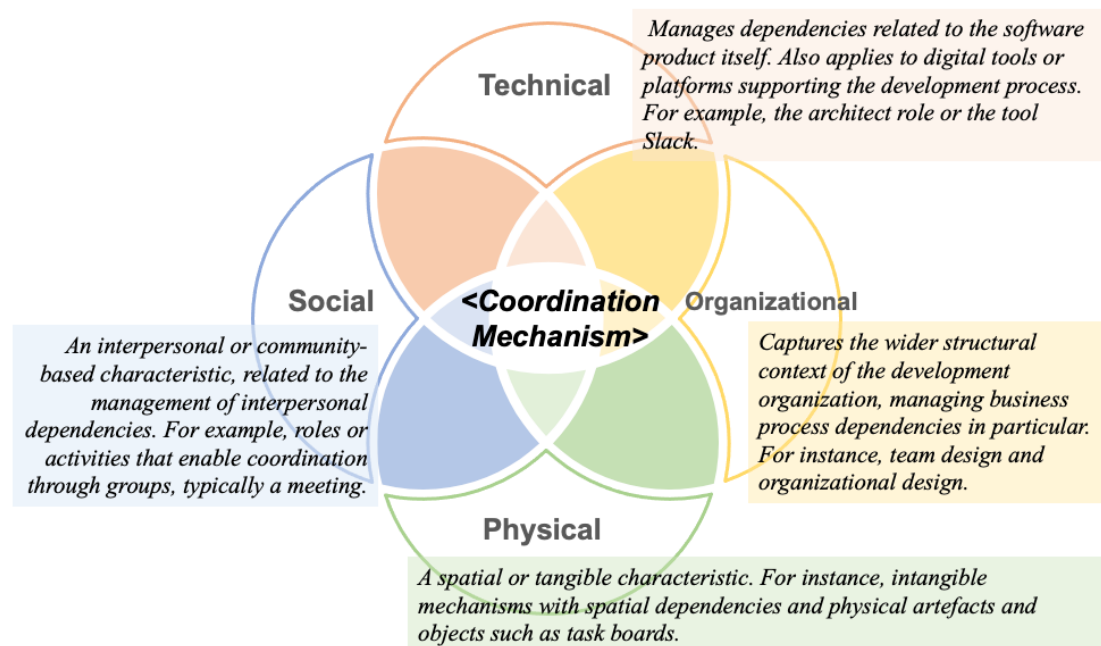 Technical
Manages dependencies related to the software
product itself. Also applies to digital tools or
platforms supporting the development process.
For example, the architect role or the tool
Slack.
Social
An interpersonal or community-
based characteristic, related to the
management of interpersonal
dependencies. For example, roles or
activities that enable coordination
through groups, typically a meeting.
<Coordination
Mechanism>
Organizational
Captures the wider structural
context of the development
organization, managing business
process dependencies in particular.
For instance, team design and
organizational design.
Physical
A spatial or tangible characteristic. For instance, intangible
mechanisms with spatial dependencies and physical artefacts and
objects such as task boards.